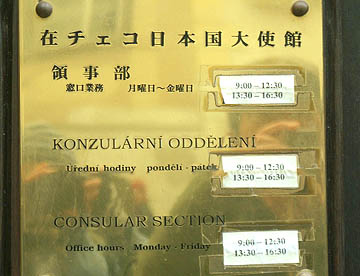 在チェコ日本国大使館
領事部
窓口業務 月曜日～金曜日 9:00 – 12:30
13:30 – 16:30
KONZULÁRNÍ ODDĚLENÍ
Úřední hodiny pondělí - pátek 9:00 – 12:30
13:30 – 16:30
CONSULAR SECTION
Office hours Monday - Friday 9:00 – 12:30
13:30 – 16:30